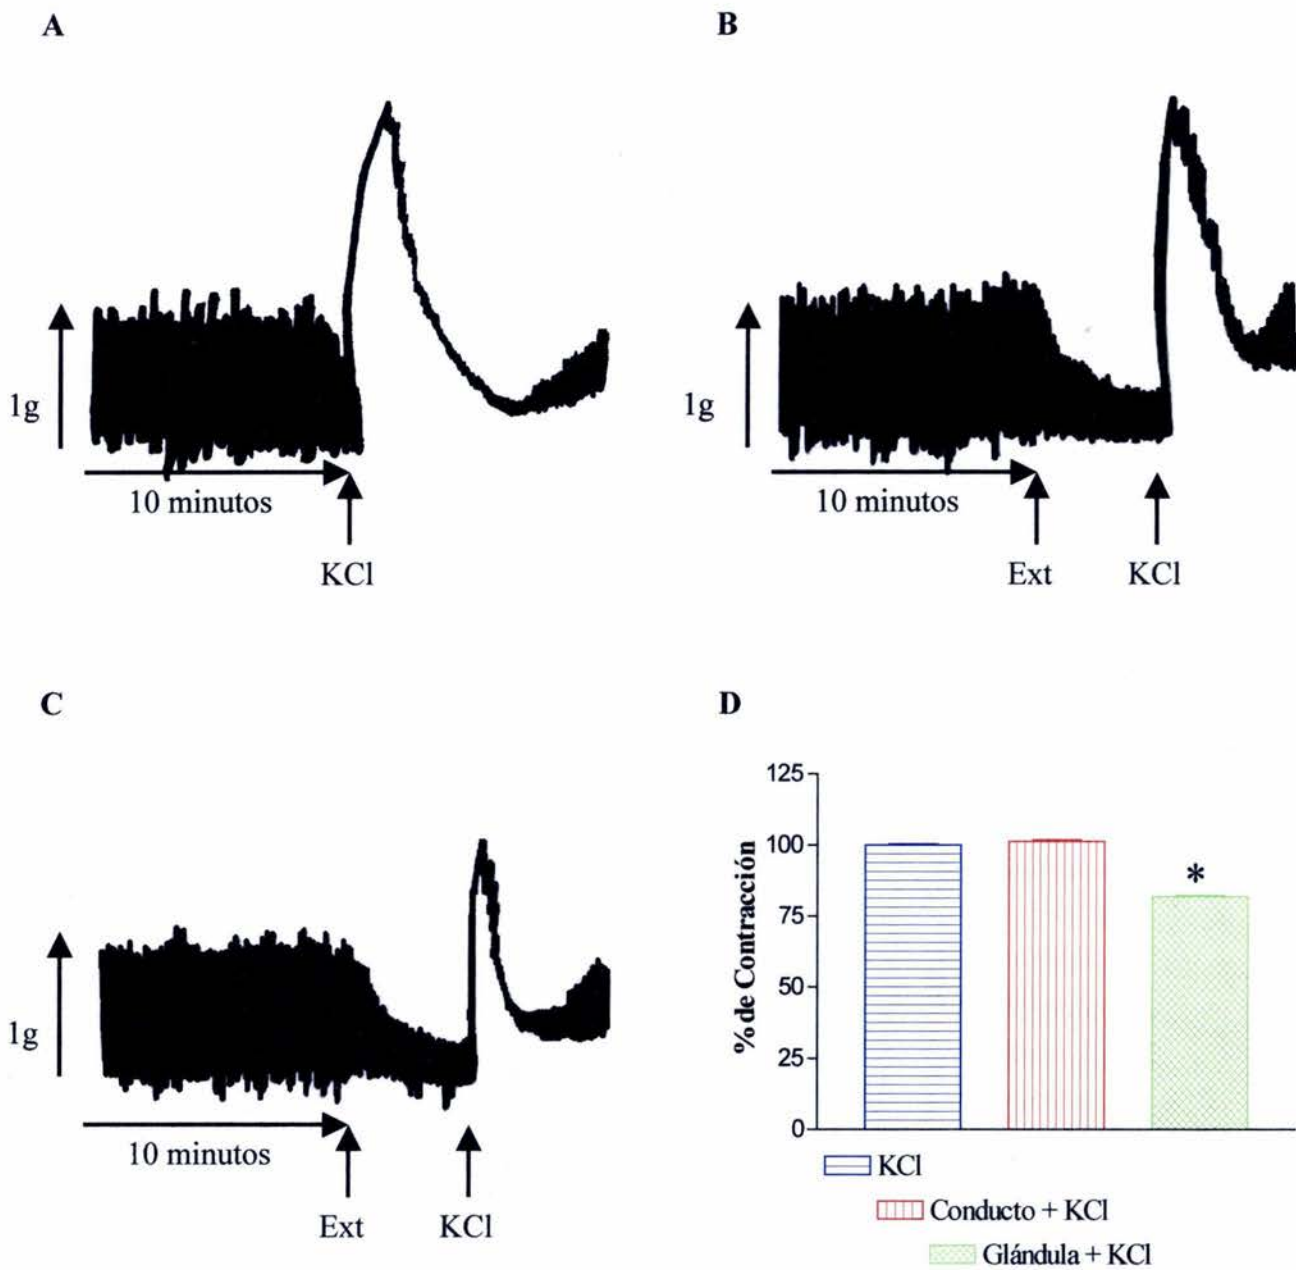 A
1g
10 minutos
KCl
B
1g
10 minutos
Ext KCl
C
1g
10 minutos
Ext KCl
D
% de Contracción
125
100
75
50
25
0
*
KCl
Conducto + KCl
Glándula + KCl